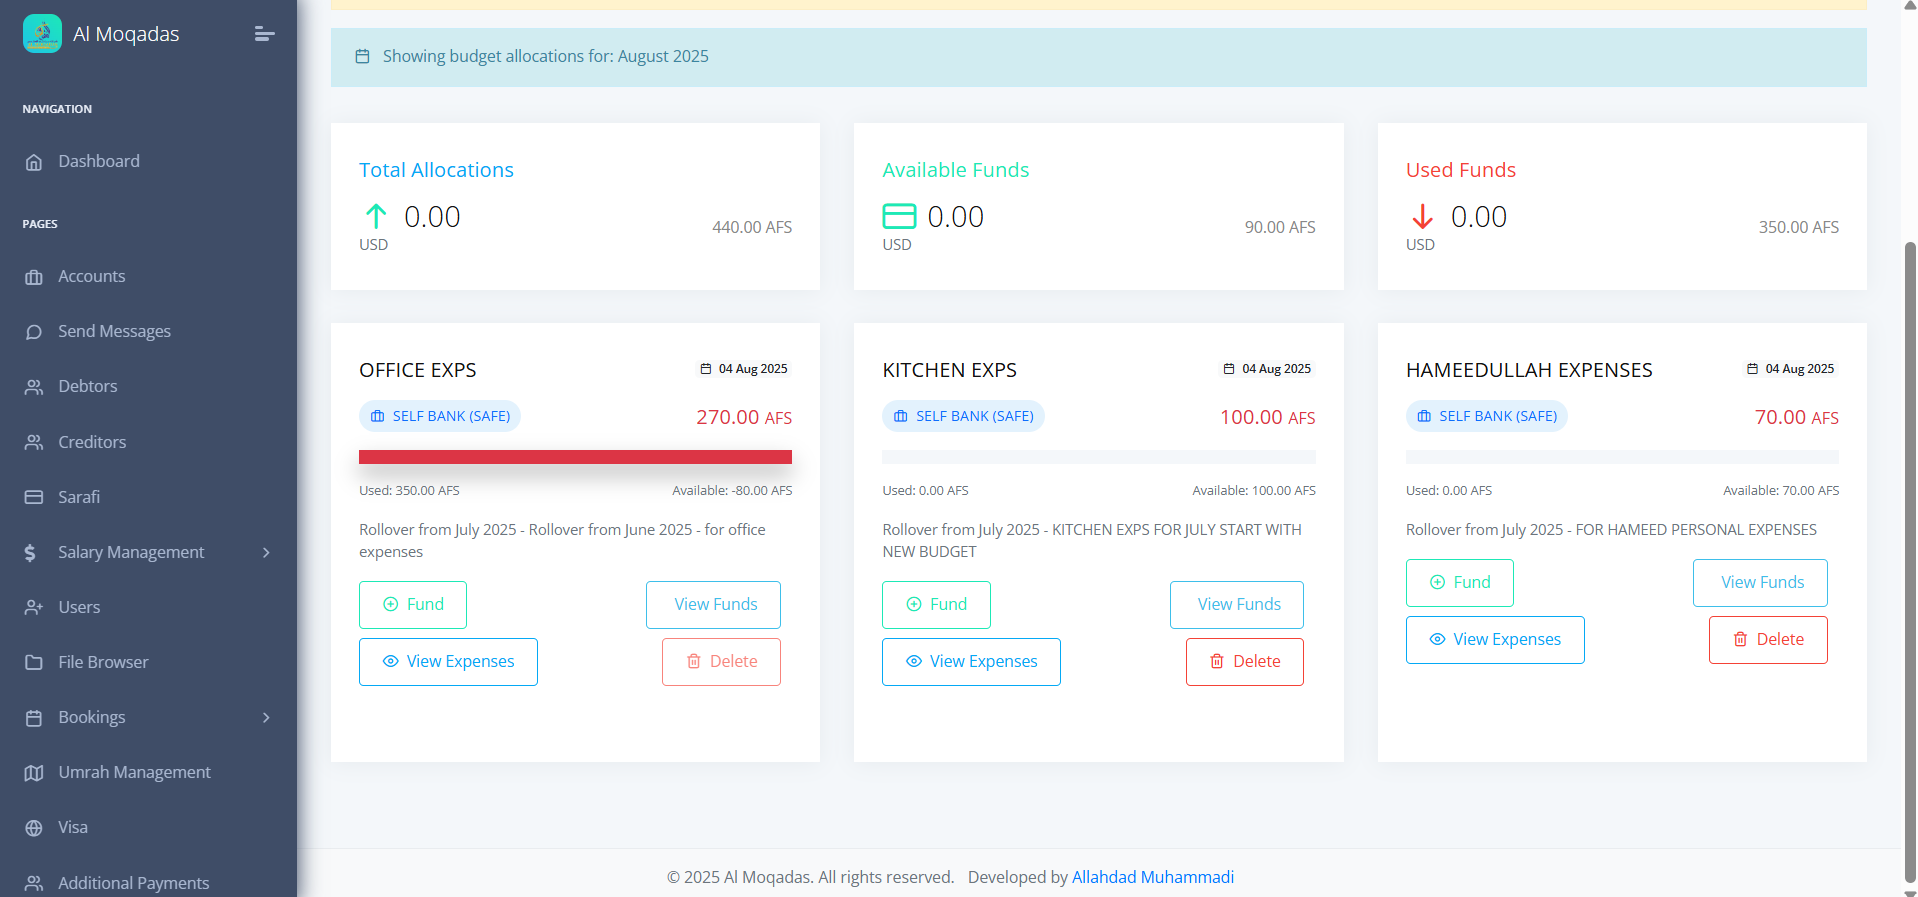 Al Moqadas
NAVIGATION
Dashboard
PAGES
Accounts
Send Messages
Debtors
Creditors
Sarafi
Salary Management
Users
File Browser
Bookings
Umrah Management
Visa
Additional Payments
Showing budget allocations for: August 2025
Total Allocations
0.00
USD
440.00 AFS
Available Funds
0.00
USD
90.00 AFS
Used Funds
0.00
USD
350.00 AFS
OFFICE EXPS
04 Aug 2025
SELF BANK (SAFE)
270.00 AFS
Used: 350.00 AFS
Available: -80.00 AFS
Rollover from July 2025 - Rollover from June 2025 - for office
expenses
Fund
View Funds
View Expenses
Delete
KITCHEN EXPS
04 Aug 2025
SELF BANK (SAFE)
100.00 AFS
Used: 0.00 AFS
Available: 100.00 AFS
Rollover from July 2025 - KITCHEN EXPS FOR JULY START WITH
NEW BUDGET
Fund
View Funds
View Expenses
Delete
HAMEEDULLAH EXPENSES
04 Aug 2025
SELF BANK (SAFE)
70.00 AFS
Used: 0.00 AFS
Available: 70.00 AFS
Rollover from July 2025 - FOR HAMEED PERSONAL EXPENSES
Fund
View Funds
View Expenses
Delete
© 2025 Al Moqadas. All rights reserved. Developed by Allahdad Muhammadi